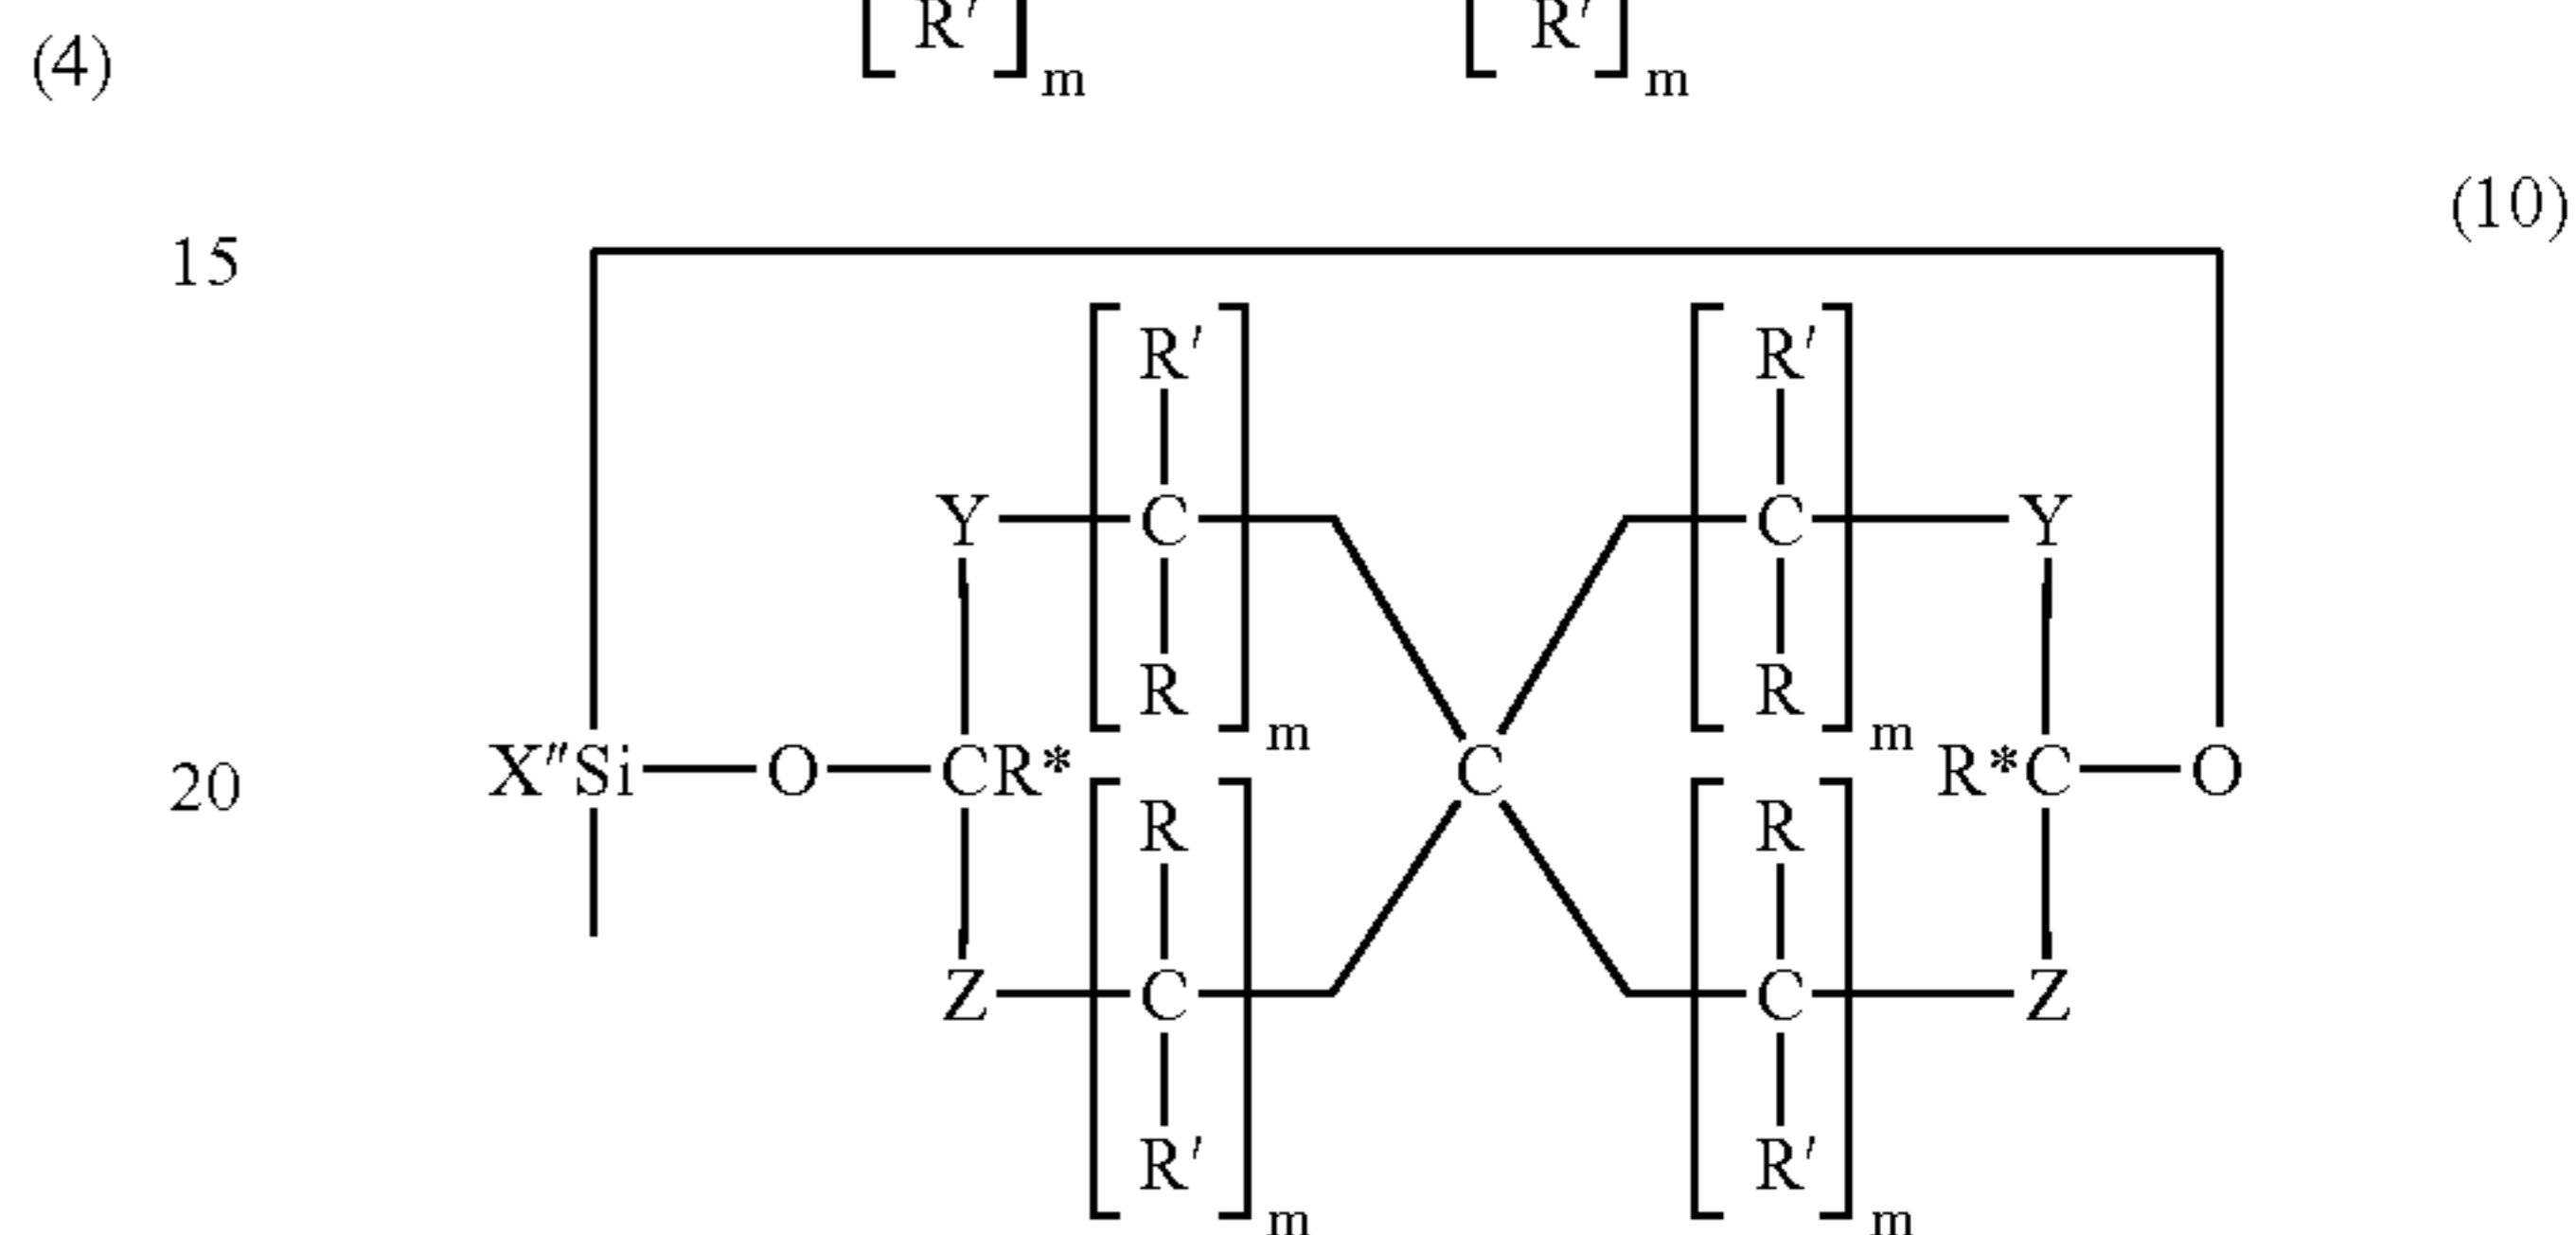 R' R'
(4) m m
(10)
15
R' R'
Y C C Y
R R
m m
20 X"Si O CR* C R*C O
R R
Z C C Z
R' R'
m m